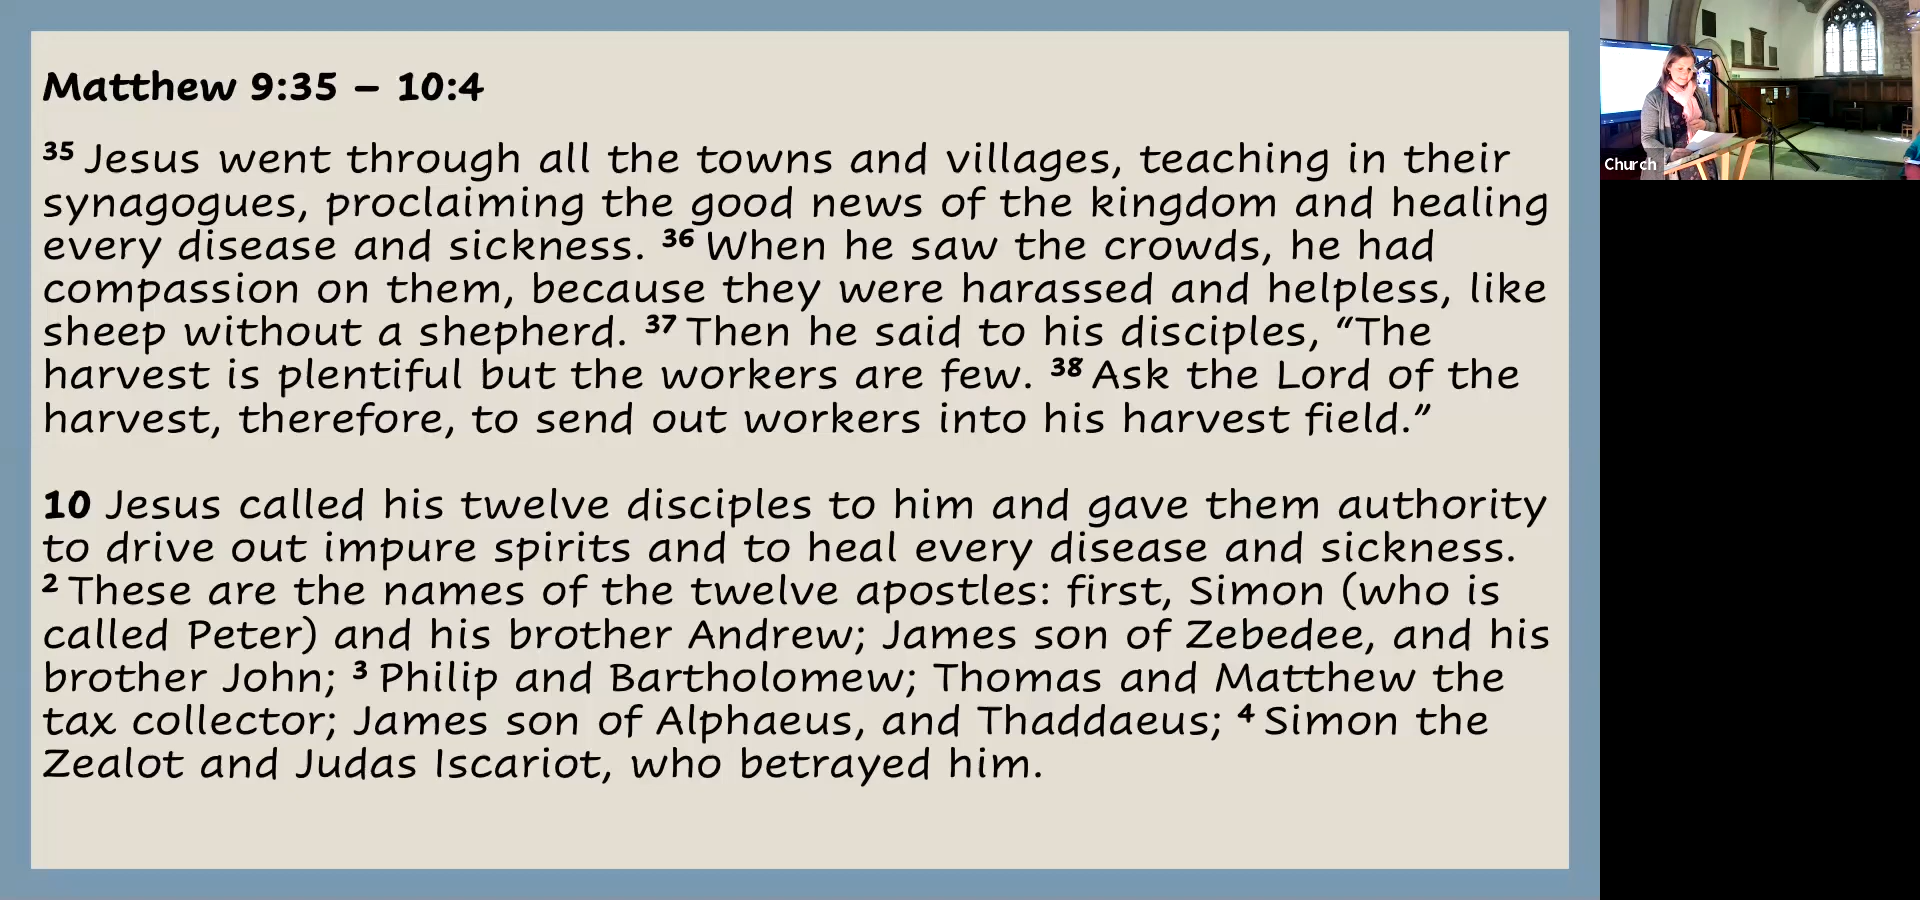 Matthew 9:35 – 10:4
35 Jesus went through all the towns and villages, teaching in their
synagogues, proclaiming the good news of the kingdom and healing
every disease and sickness. 36 When he saw the crowds, he had
compassion on them, because they were harassed and helpless, like
sheep without a shepherd. 37 Then he said to his disciples, “The
harvest is plentiful but the workers are few. 38 Ask the Lord of the
harvest, therefore, to send out workers into his harvest field.”
10 Jesus called his twelve disciples to him and gave them authority
to drive out impure spirits and to heal every disease and sickness.
2 These are the names of the twelve apostles: first, Simon (who is
called Peter) and his brother Andrew; James son of Zebedee, and his
brother John; 3 Philip and Bartholomew; Thomas and Matthew the
tax collector; James son of Alphaeus, and Thaddaeus; 4 Simon the
Zealot and Judas Iscariot, who betrayed him.
Church